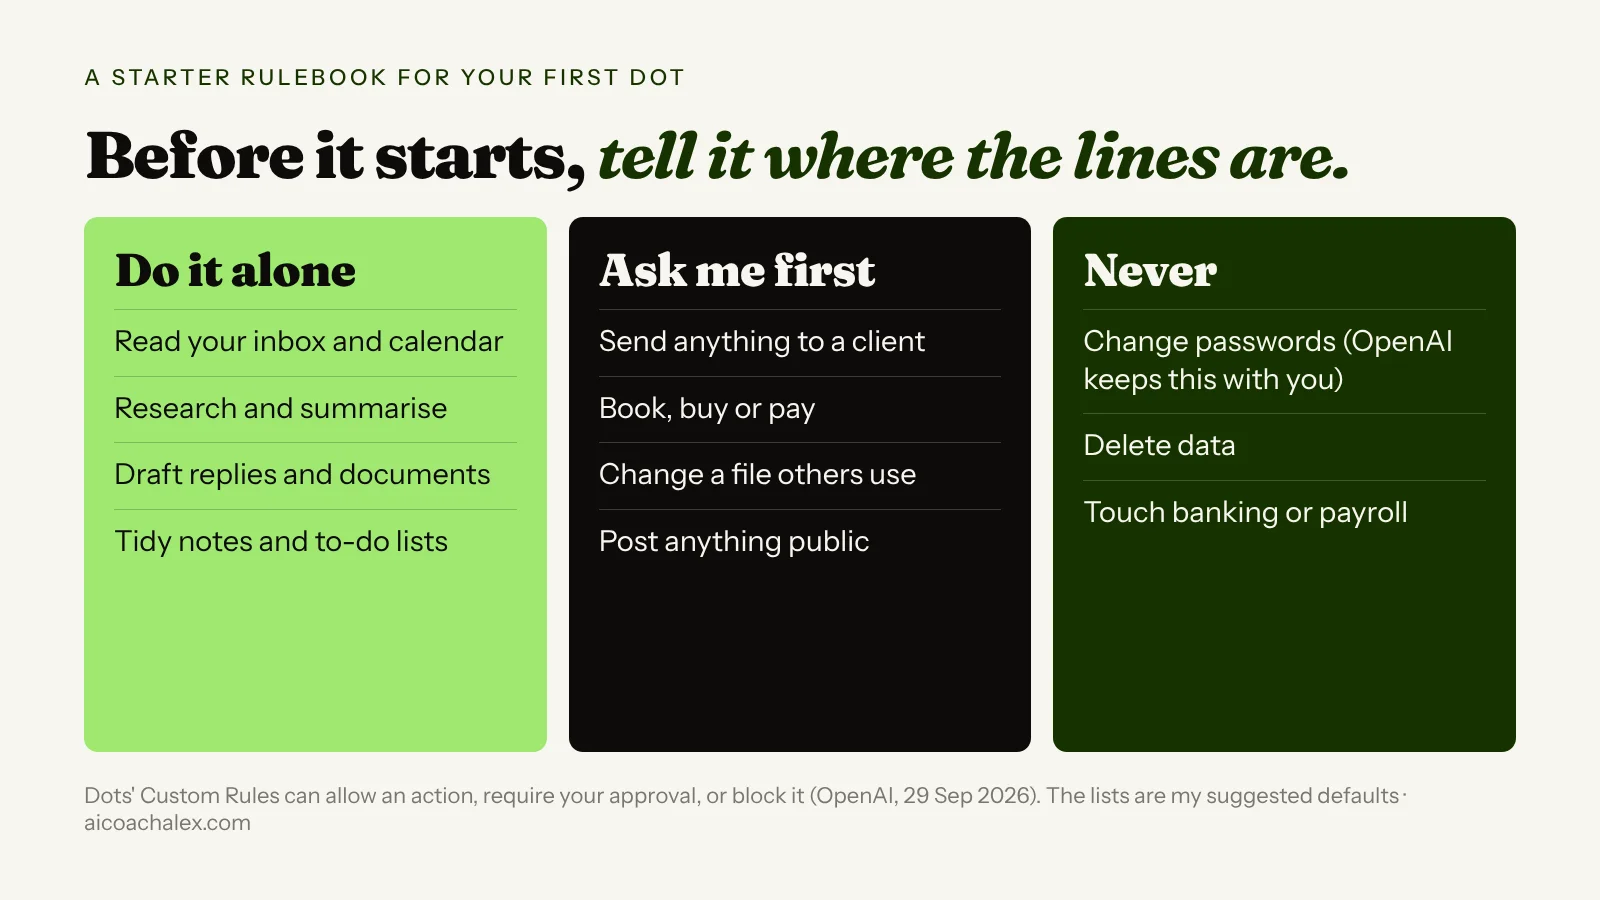 A STARTER RULEBOOK FOR YOUR FIRST DOT
Before it starts, tell it where the lines are.
Do it alone
Read your inbox and calendar
Research and summarise
Draft replies and documents
Tidy notes and to-do lists
Ask me first
Send anything to a client
Book, buy or pay
Change a file others use
Post anything public
Never
Change passwords (OpenAI
keeps this with you)
Delete data
Touch banking or payroll
Dots' Custom Rules can allow an action, require your approval, or block it (OpenAI, 29 Sep 2026). The lists are my suggested defaults ·
aicoachalex.com